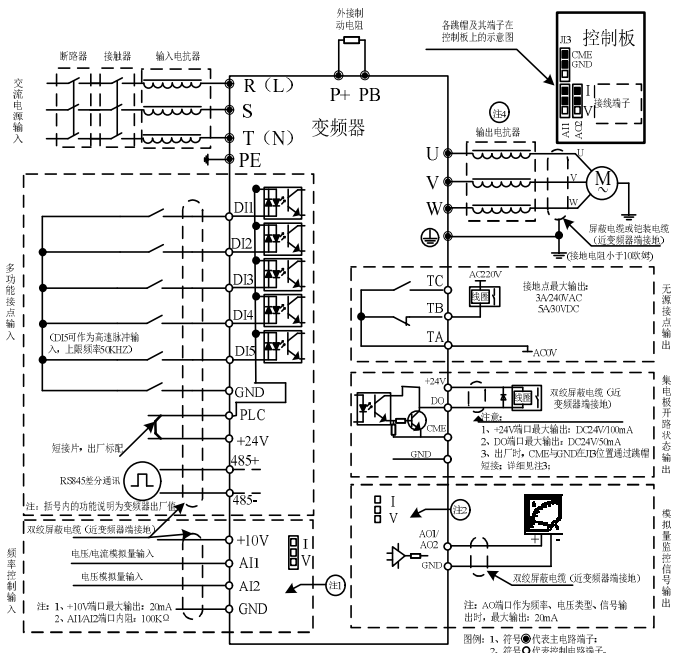 外接制
动电阻
各跳帽及其端子在
控制板上的示意图
控制板
JJ3
CME
GND
I
V
接线端子
AI1
AO2
断路器 接触器 输入电抗器
交流电源输入
R (L)
S
T (N)
PE
P+ PB
变频器
注4
输出电抗器
U
V
W
U
V
W
M
~
屏蔽电缆或铠装电缆
(近变频器端接地)
(接地电阻小于10欧姆)
多功能接点输入
DI1
DI2
DI3
DI4
DI5
(DI5可作为高速脉冲输
入,上限频率50KHZ)
GND
PLC
+24V
短接片,出厂标配
485+
RS845差分通讯
485-
注:括号内的功能说明为变频器出厂值
TC
TB
TA
AC220V
线圈
AC0V
接地点最大输出:
3A/240VAC
5A30VDC
无源接点输出
+24V
DO
CME
GND
线圈
双绞屏蔽电缆(近
变频器端接地)
注意:
1、+24V端口最大输出:DC24V/100mA
2、DO端口最大输出:DC24V/50mA
3、出厂时,CME与GND在JJ3位置通过跳帽
短接;详细见注3;
集电极开路状态输出
双绞屏蔽电缆(近变频器端接地)
频率控制输入
+10V
电压/电流模拟量输入
AI1
电压模拟量输入
AI2
GND
I
V
注1
注:1、+10V端口最大输出:20mA
2、AI1/AI2端口内阻:100KΩ
I
V
注2
AO1/
AO2
GND
+ -
双绞屏蔽电缆(近变频器端接地)
注:AO端口作为频率、电压类型、信号输
出时,最大输出:20mA
模拟量监控信号输出
图例:1、符号代表主电路端子;
2、符号代表控制电路端子。